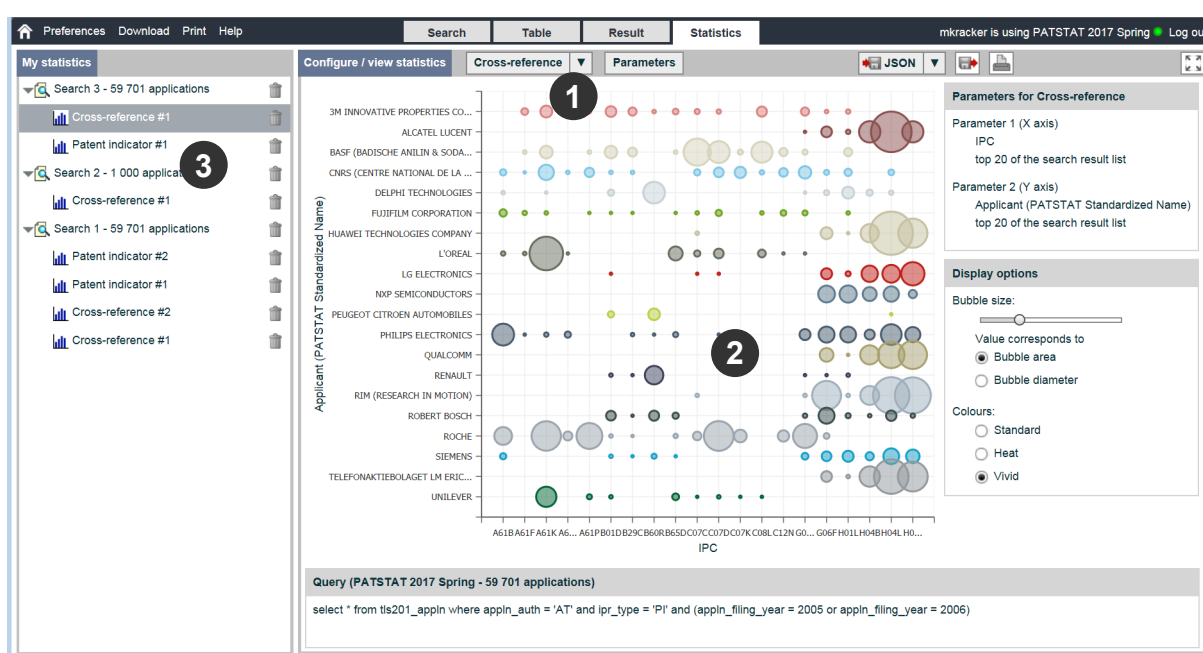 Preferences Download Print Help
Search Table Result Statistics
mkracker is using PATSTAT 2017 Spring Log ou
My statistics
Search 3 - 59 701 applications
Cross-reference #1
Patent indicator #1
3
Search 2 - 1 000 applicat
Cross-reference #1
Search 1 - 59 701 applications
Patent indicator #2
Patent indicator #1
Cross-reference #2
Cross-reference #1
Configure / view statistics Cross-reference ▼ Parameters JSON ▼
1
Applicant (PATSTAT Standardized Name)
3M INNOVATIVE PROPERTIES CO...
ALCATEL LUCENT
BASF (BADISCHE ANILIN & SODA...
CNRS (CENTRE NATIONAL DE LA ...
DELPHI TECHNOLOGIES
FUJIFILM CORPORATION
HUAWEI TECHNOLOGIES COMPANY
L'OREAL
LG ELECTRONICS
NXP SEMICONDUCTORS
PEUGEOT CITROEN AUTOMOBILES
PHILIPS ELECTRONICS
QUALCOMM
RENAULT
RIM (RESEARCH IN MOTION)
ROBERT BOSCH
ROCHE
SIEMENS
TELEFONAKTIEBOLAGET LM ERIC...
UNILEVER
2
A61B A61F A61K A6... A61P B01D B29C B60R B65D C07C C07D C07K C08L C12N G0... G06F H01L H04B H04L H0...
IPC
Parameters for Cross-reference
Parameter 1 (X axis)
IPC
top 20 of the search result list
Parameter 2 (Y axis)
Applicant (PATSTAT Standardized Name)
top 20 of the search result list
Display options
Bubble size:
Value corresponds to
Bubble area
Bubble diameter
Colours:
Standard
Heat
Vivid
Query (PATSTAT 2017 Spring - 59 701 applications)
select * from tls201_appln where appln_auth = 'AT' and ipr_type = 'PI' and (appln_filing_year = 2005 or appln_filing_year = 2006)